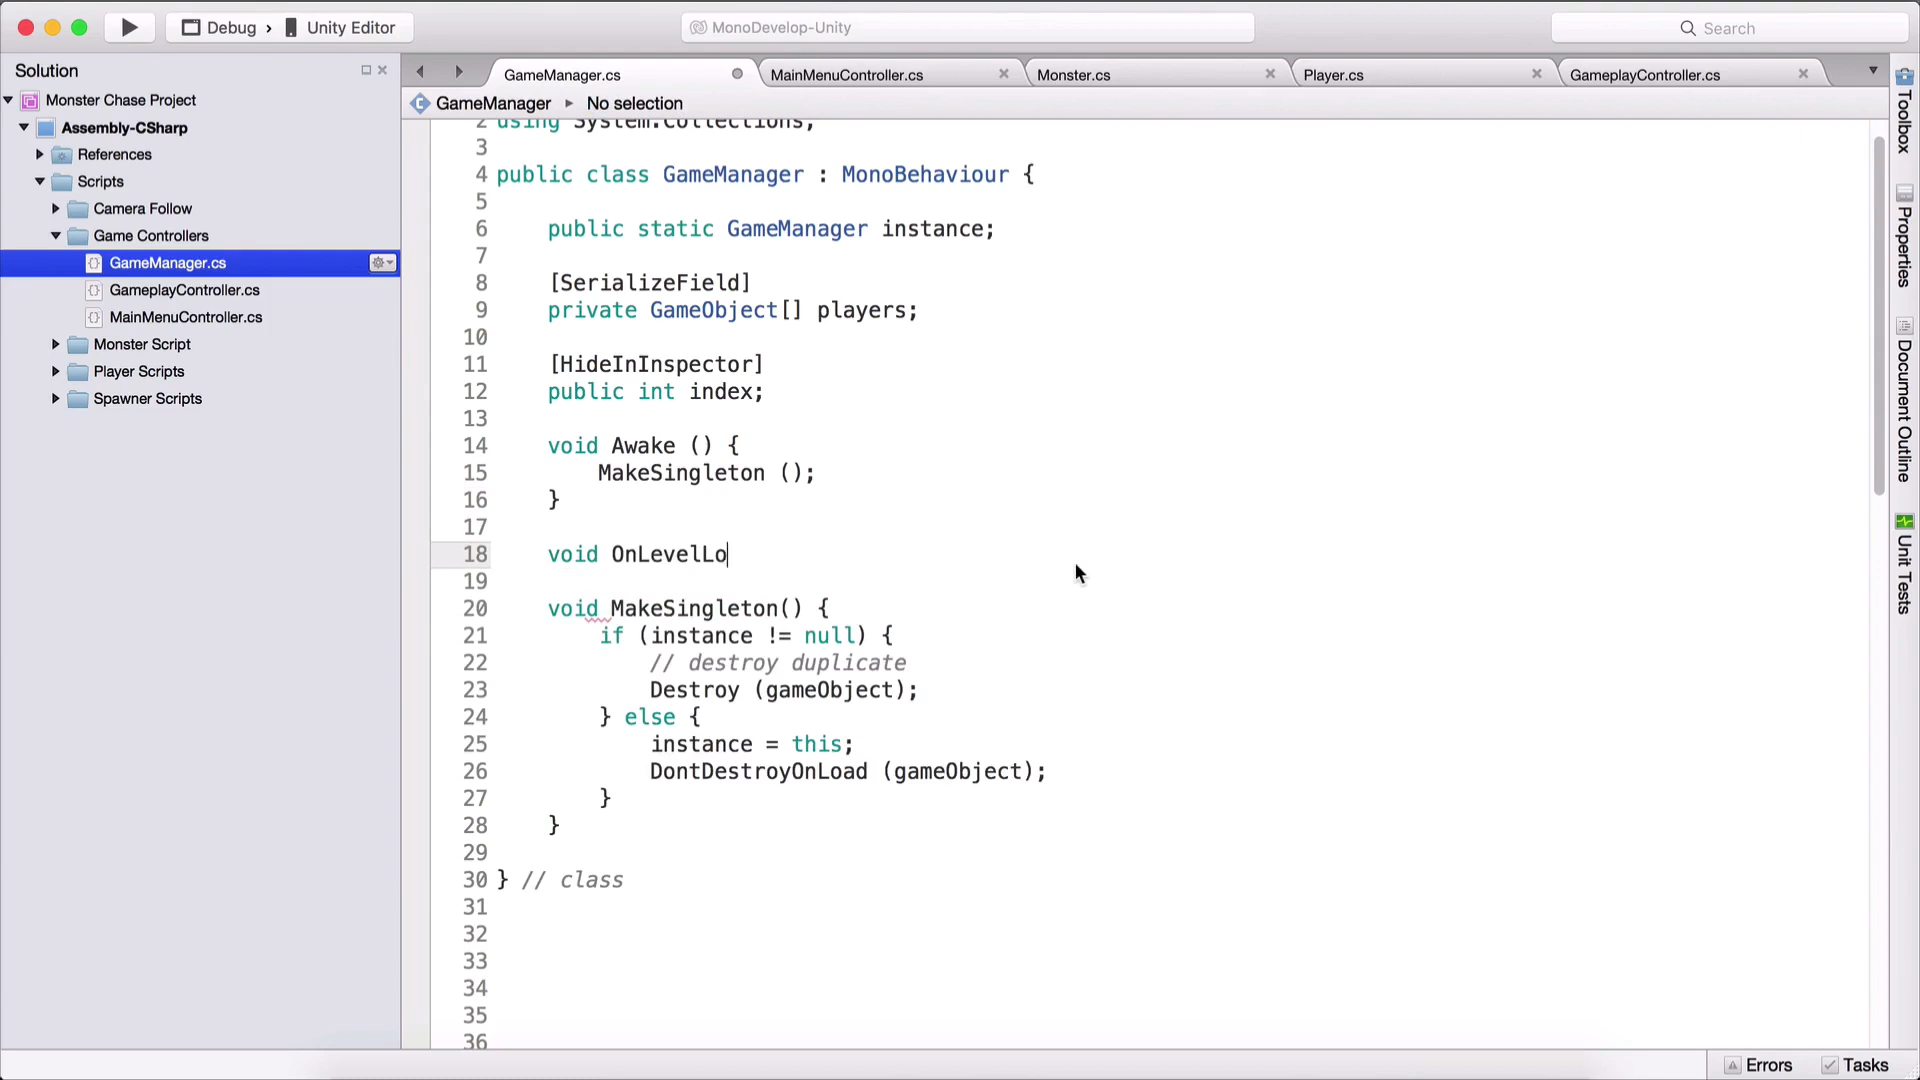 Debug › Unity Editor
MonoDevelop-Unity
Search
Solution
Monster Chase Project
Assembly-CSharp
References
Scripts
Camera Follow
Game Controllers
GameManager.cs
GameplayController.cs
MainMenuController.cs
Monster Script
Player Scripts
Spawner Scripts
GameManager.cs
MainMenuController.cs
Monster.cs
Player.cs
GameplayController.cs
GameManager ▸ No selection
2 using System.Collections;
3
4 public class GameManager : MonoBehaviour {
5
6 public static GameManager instance;
7
8 [SerializeField]
9 private GameObject[] players;
10
11 [HideInInspector]
12 public int index;
13
14 void Awake () {
15 MakeSingleton ();
16 }
17
18 void OnLevelLo
19
20 void MakeSingleton() {
21 if (instance != null) {
22 // destroy duplicate
23 Destroy (gameObject);
24 } else {
25 instance = this;
26 DontDestroyOnLoad (gameObject);
27 }
28 }
29
30 } // class
31
32
33
34
35
36
Toolbox
Properties
Document Outline
Unit Tests
Errors
Tasks